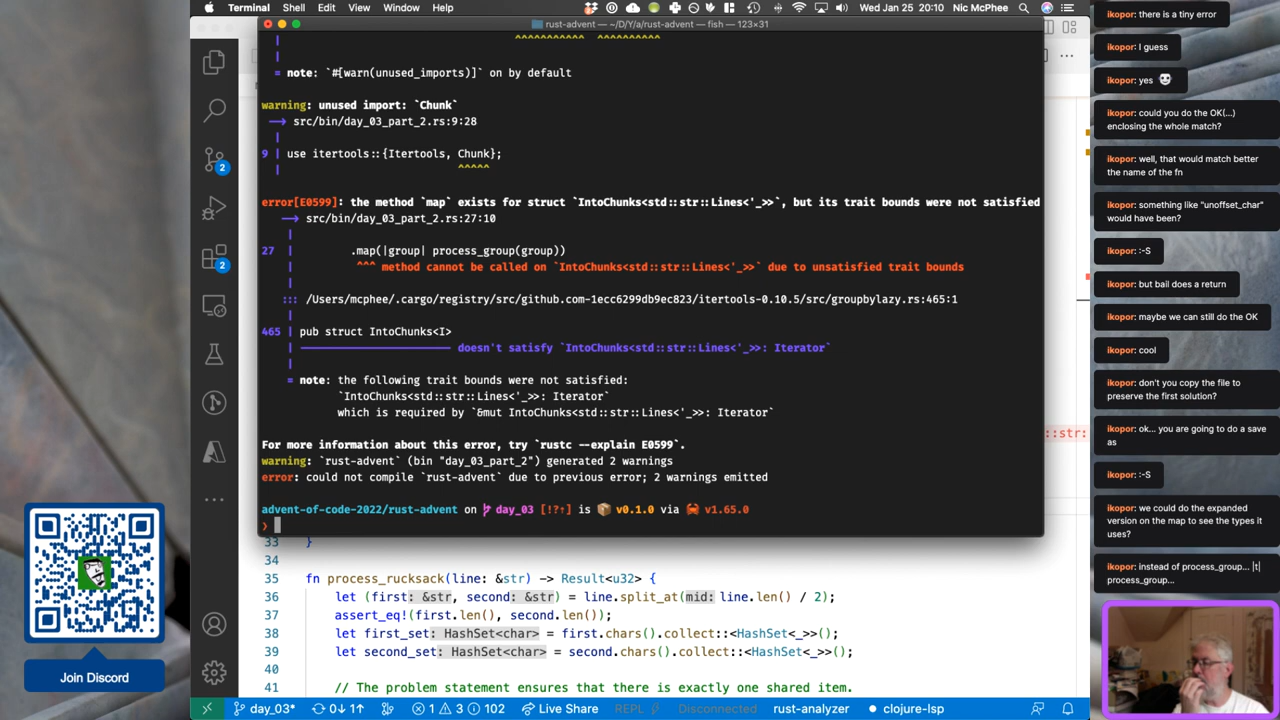 Terminal Shell Edit View Window Help Wed Jan 25 20:10 Nic McPhee
rust-advent — ~/D/Y/a/rust-advent — fish — 123×31
^^^^^^^^^^^ ^^^^^^^^^^
|
= note: `#[warn(unused_imports)]` on by default
warning: unused import: `Chunk`
→ src/bin/day_03_part_2.rs:9:28
|
9 | use itertools::{Itertools, Chunk};
| ^^^^^
error[E0599]: the method `map` exists for struct `IntoChunks<std::str::Lines<'_>>`, but its trait bounds were not satisfied
→ src/bin/day_03_part_2.rs:27:10
|
27 | .map(|group| process_group(group))
| ^^^ method cannot be called on `IntoChunks<std::str::Lines<'_>>` due to unsatisfied trait bounds
|
::: /Users/mcphee/.cargo/registry/src/github.com-1ecc6299db9ec823/itertools-0.10.5/src/groupbylazy.rs:465:1
|
465 | pub struct IntoChunks<I>
| ——————————— doesn't satisfy `IntoChunks<std::str::Lines<'_>>: Iterator`
|
= note: the following trait bounds were not satisfied:
`IntoChunks<std::str::Lines<'_>>: Iterator`
which is required by `&mut IntoChunks<std::str::Lines<'_>>: Iterator`
For more information about this error, try `rustc --explain E0599`.
warning: `rust-advent` (bin "day_03_part_2") generated 2 warnings
error: could not compile `rust-advent` due to previous error; 2 warnings emitted
advent-of-code-2022/rust-advent on day_03 [!?↑] is 📦 v0.1.0 via 🦀 v1.65.0
❯
::str:
33 }
34
35 fn process_rucksack(line: &str) -> Result<u32> {
36 let (first: &str, second: &str) = line.split_at(mid: line.len() / 2);
37 assert_eq!(first.len(), second.len());
38 let first_set: HashSet<char> = first.chars().collect::<HashSet<_>>();
39 let second_set: HashSet<char> = second.chars().collect::<HashSet<_>>();
40
41 // The problem statement ensures that there is exactly one shared item.
2
2
day_03* 0↓ 1↑ 1 3 102 Live Share REPL Disconnected rust-analyzer clojure-lsp
Join Discord
ikopor: there is a tiny error
ikopor: I guess
ikopor: yes
ikopor: could you do the OK(...)
enclosing the whole match?
ikopor: well, that would match better
the name of the fn
ikopor: something like "unoffset_char"
would have been?
ikopor: :-S
ikopor: but bail does a return
ikopor: maybe we can still do the OK
ikopor: cool
ikopor: don't you copy the file to
preserve the first solution?
ikopor: ok... you are going to do a save
as
ikopor: :-S
ikopor: we could do the expanded
version on the map to see the types it
uses?
ikopor: instead of process_group... |t|
process_group...